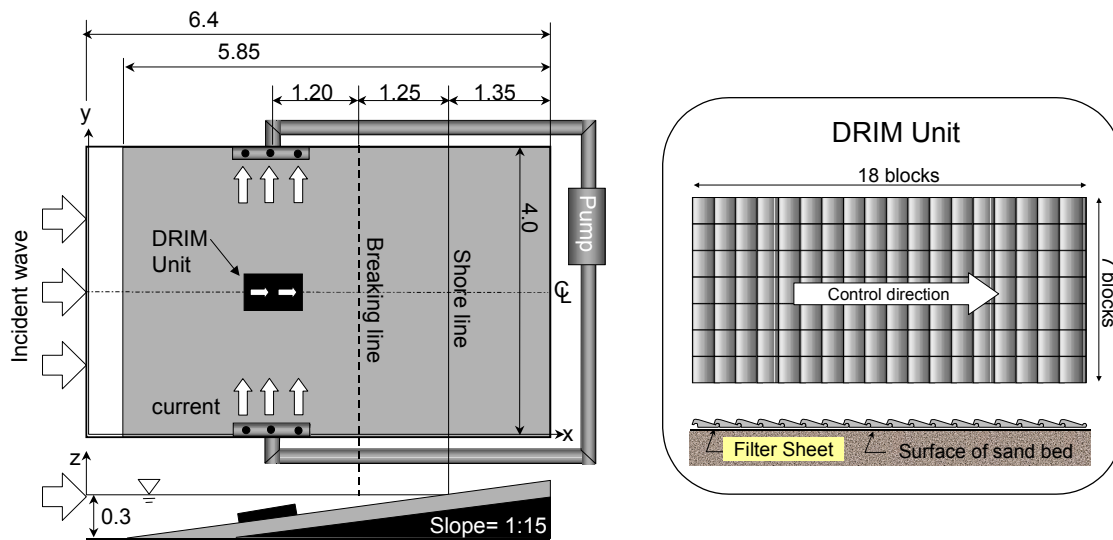 6.4
5.85
1.20
1.25
1.35
y
Pump
4.0
DRIM
Unit
Breaking line
Shore line
℄
Incident wave
current
x
z
0.3
Slope= 1:15
DRIM Unit
18 blocks
7 blocks
Control direction
Filter Sheet
Surface of sand bed